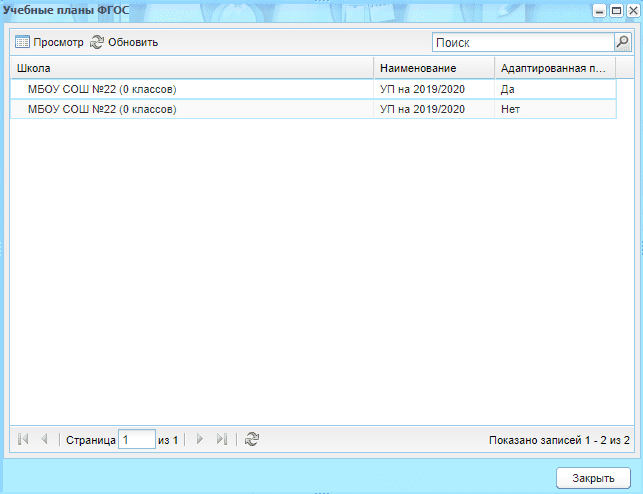 Учебные планы ФГОС
Просмотр Обновить Поиск
Школа Наименование Адаптированная п...
МБОУ СОШ №22 (0 классов) УП на 2019/2020 Да
МБОУ СОШ №22 (0 классов) УП на 2019/2020 Нет
Страница 1 из 1 Показано записей 1 - 2 из 2
Закрыть